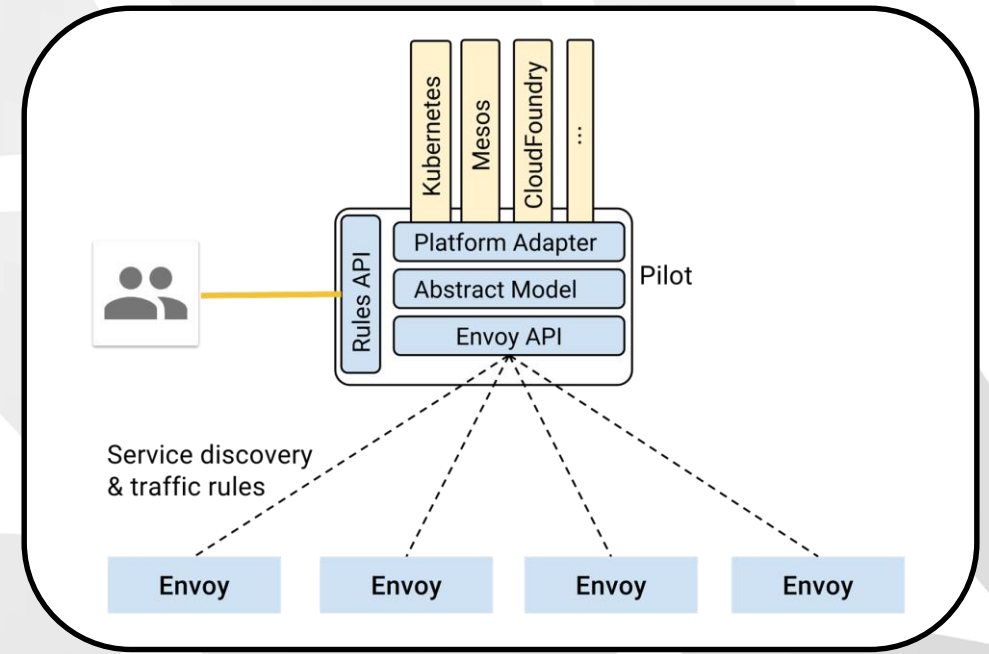 Kubernetes
Mesos
CloudFoundry
...
Rules API
Platform Adapter
Abstract Model
Envoy API
Pilot
Service discovery
& traffic rules
Envoy
Envoy
Envoy
Envoy